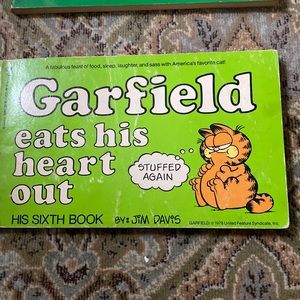 A fabulous feast of food, sleep, laughter, and sass with America's favorite cat!
Garfield
eats his
heart
out
STUFFED
AGAIN
HIS SIXTH BOOK
BY: JIM DAVIS
GARFIELD: © 1978 United Feature Syndicate, Inc.